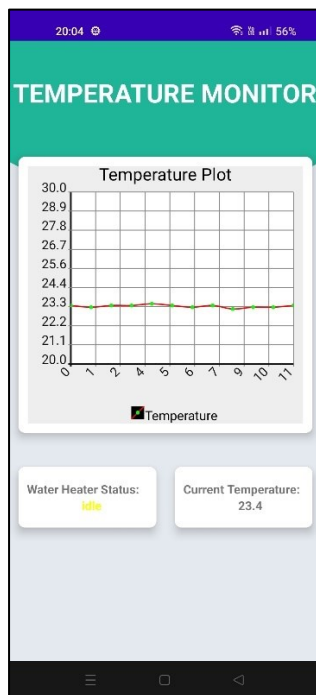 20:04 56%
TEMPERATURE MONITOR
Temperature Plot
30.0
28.9
27.8
26.7
25.6
24.4
23.3
22.2
21.1
20.0
0 1 2 4 5 6 7 8 9 10 11
Temperature
Water Heater Status:
idle
Current Temperature:
23.4